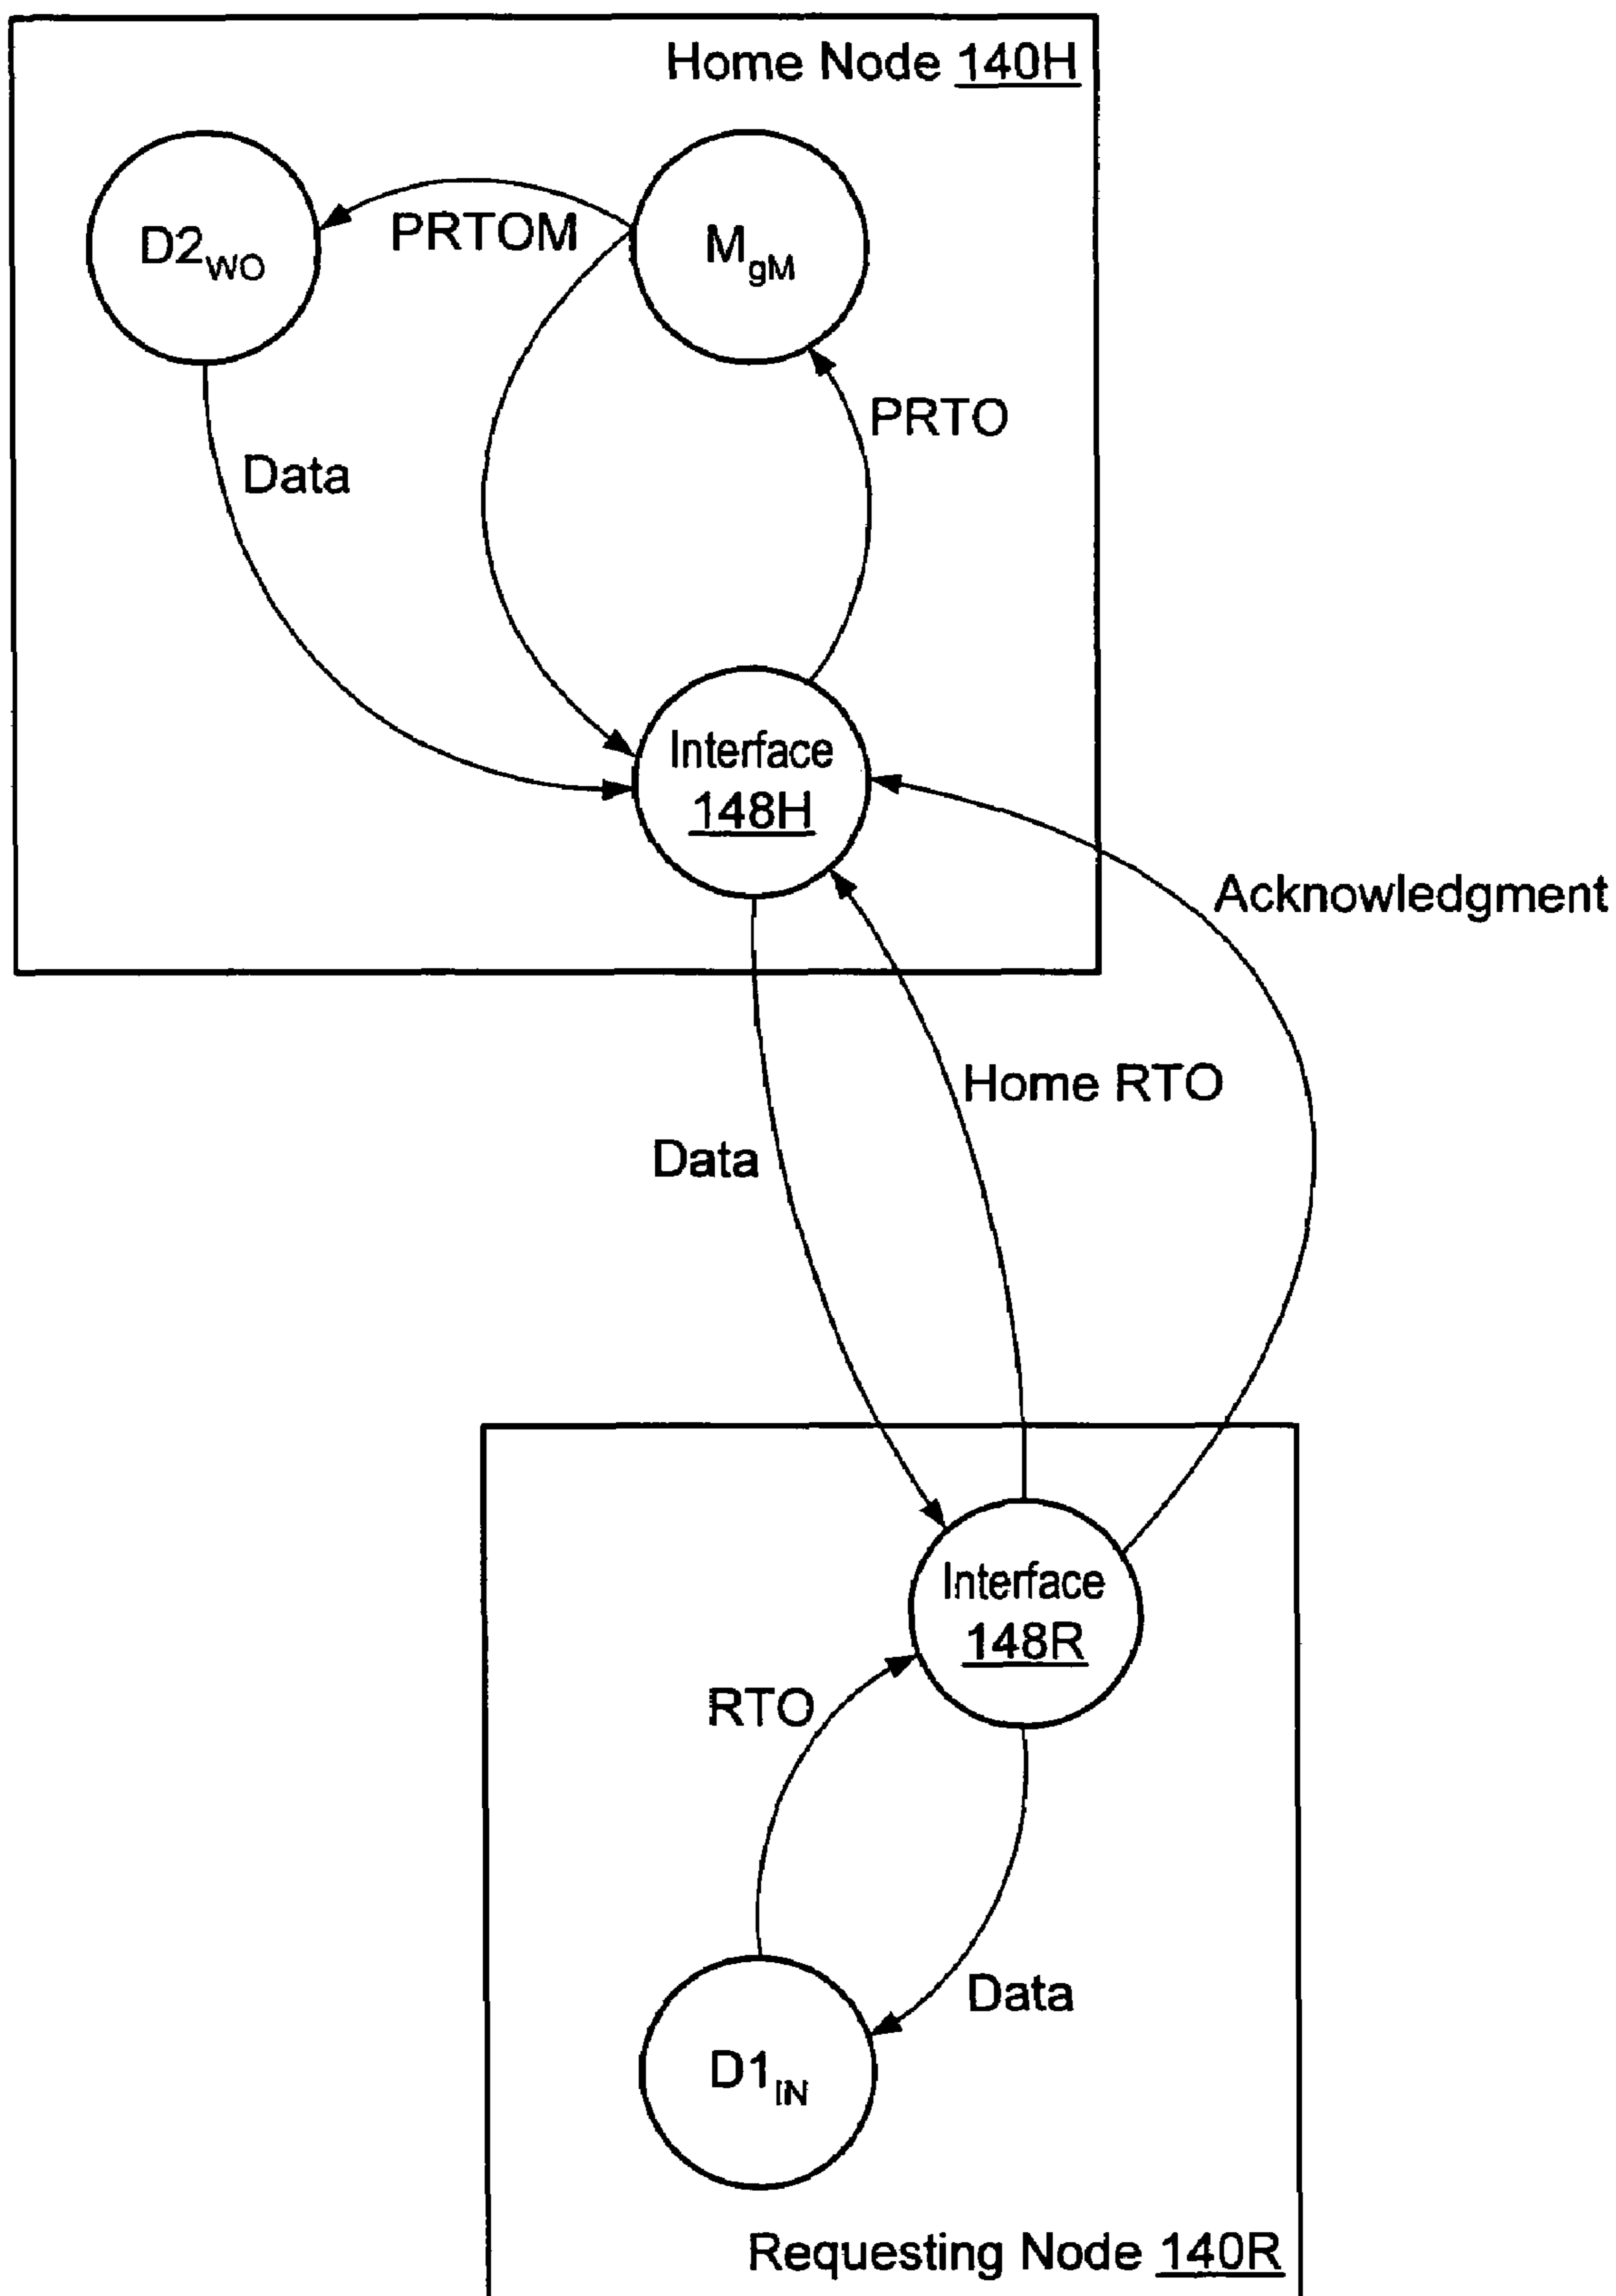 Home Node 140H
D2WO
PRTOM
MgM
PRTO
Data
Interface
148H
Acknowledgment
Home RTO
Data
Interface
148R
RTO
Data
D1IN
Requesting Node 140R